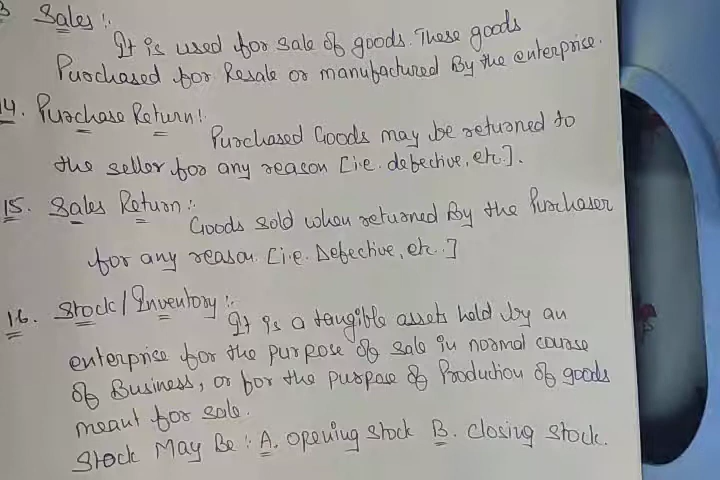 3 Sales :-
It is used for sale of goods. These goods
Purchased for Resale or manufactured By the enterprise.
14. Purchase Return :-
Purchased Goods may be returned to
the seller for any reason [i.e. defective, etc.].
15. Sales Return :-
Goods sold when returned By the Purchaser
for any reason. [i.e. Defective, etc.]
16. Stock / Inventory :-
It is a tangible assets held by an
enterprise for the purpose of sale in normal course
of Business, or for the purpose of Production of goods
meant for sale.
Stock May Be :- A. opening stock B. closing stock.